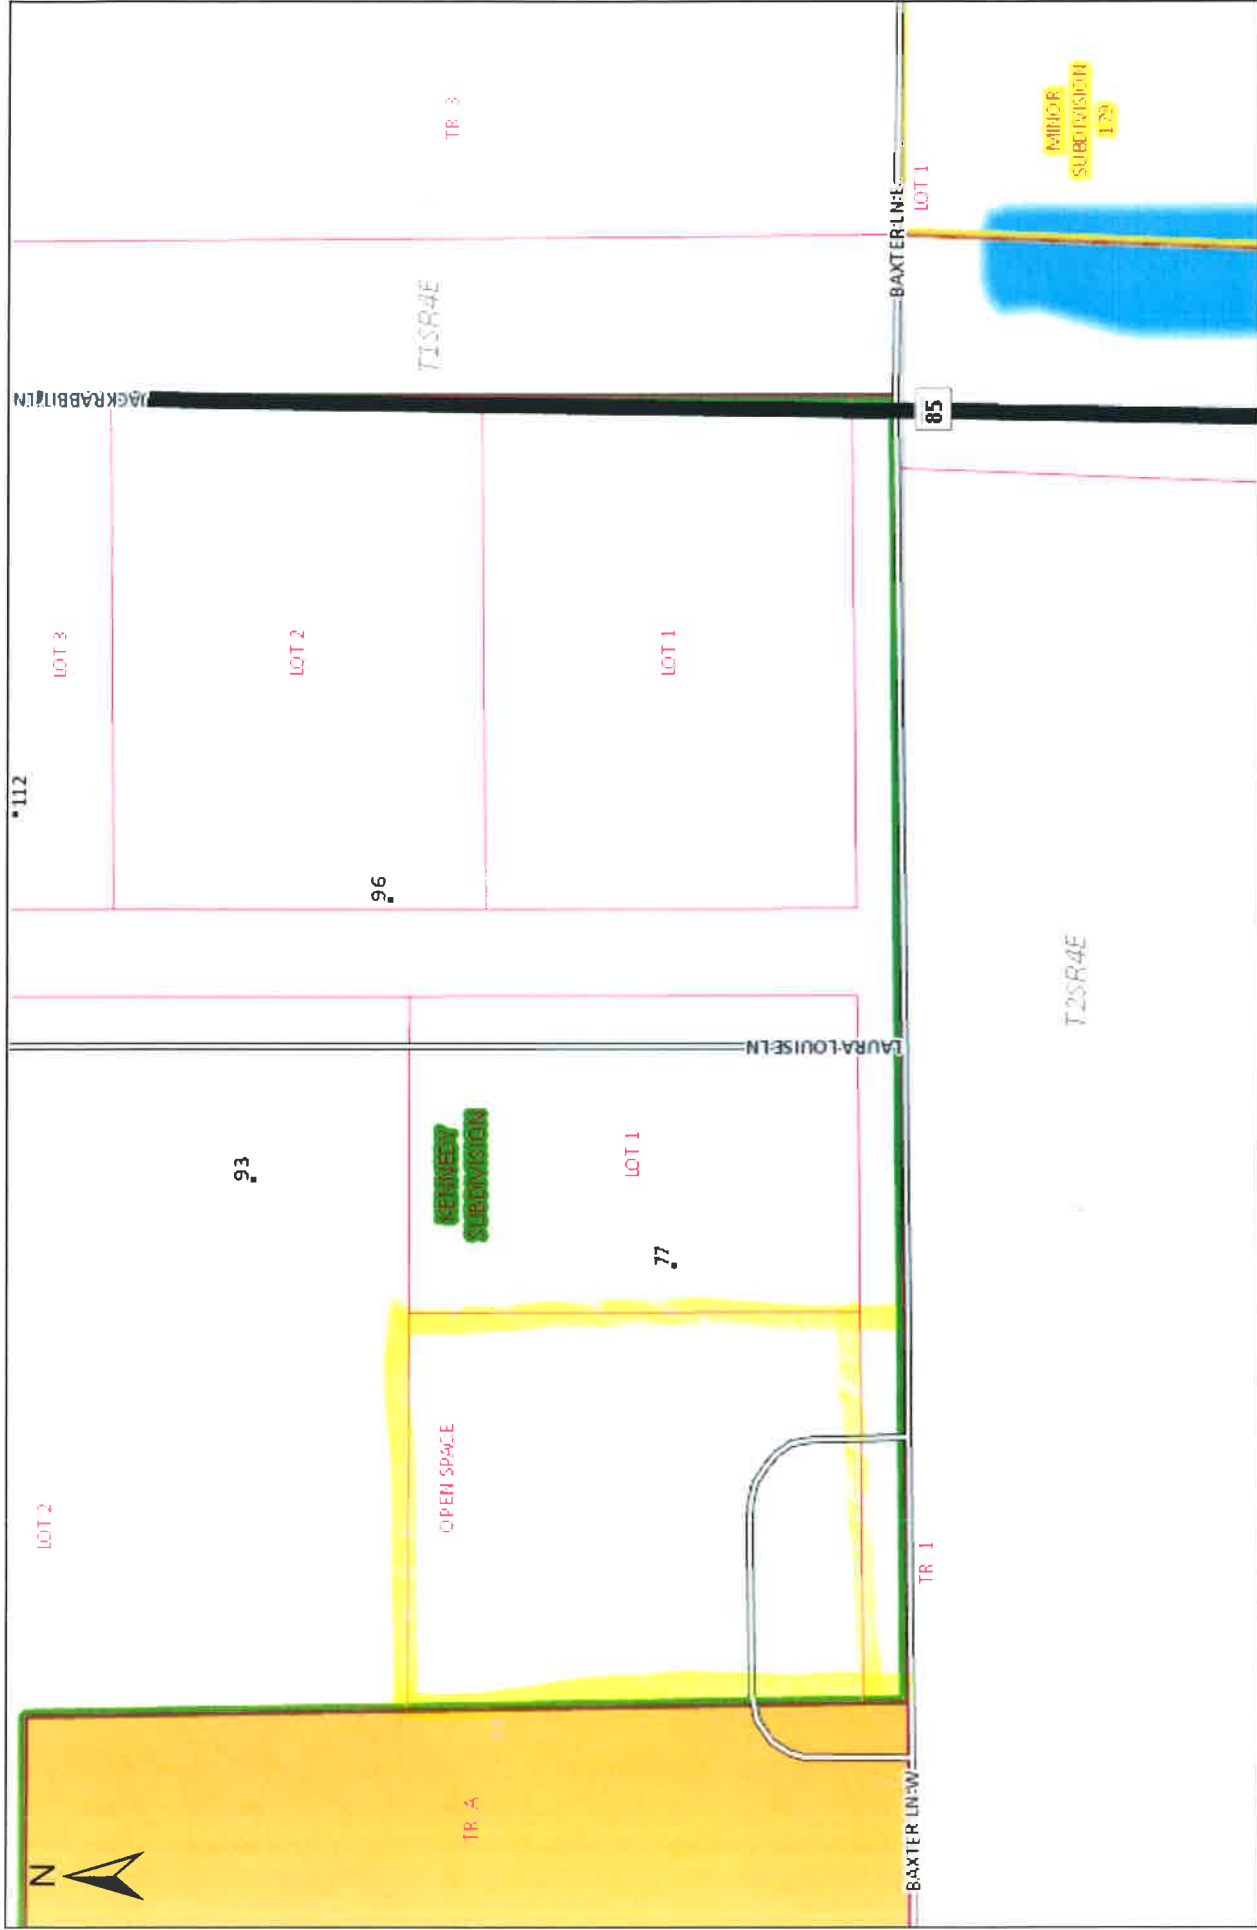 N
LOT 2
93
112
LOT 3
JACKRABBIT LN
TR 3
T1SR4E
LOT 2
96
TR A
OPEN SPACE
KENNEDY
SUBDIVISION
LOT 1
77
LAURA LOUISE LN
LOT 1
BAXTER LN W
TR 1
BAXTER LN E
LOT 1
85
T2SR4E
MINOR
SUBDIVISION
179